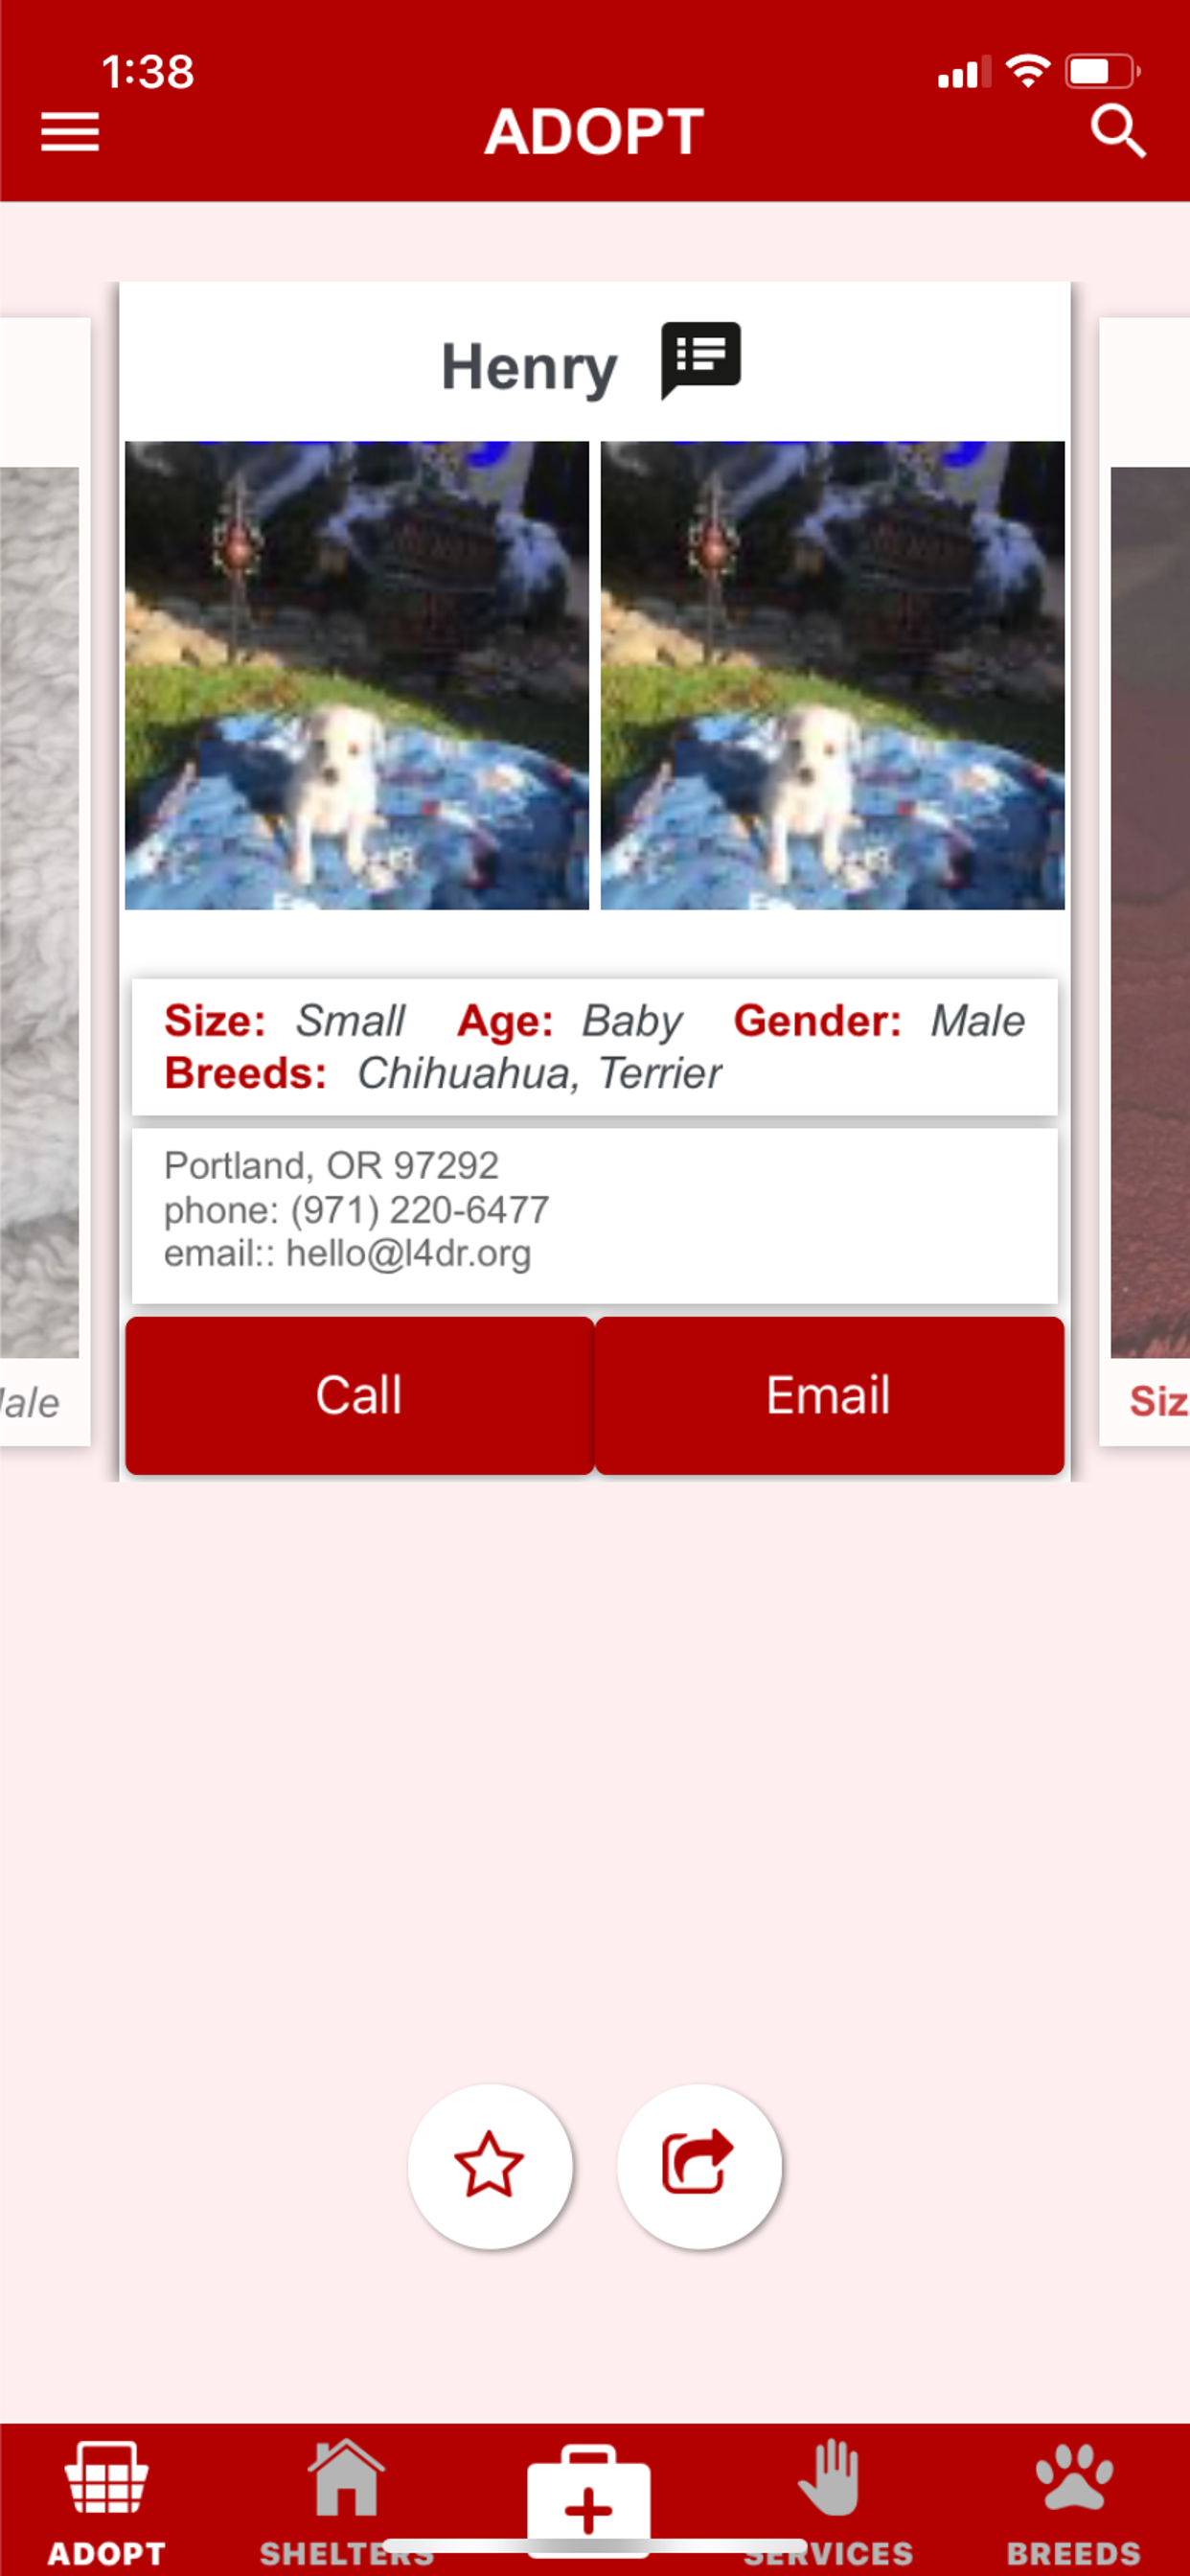 1:38
ADOPT
Henry
Size: Small Age: Baby Gender: Male
Breeds: Chihuahua, Terrier
Portland, OR 97292
phone: (971) 220-6477
email:: hello@l4dr.org
Call
Email
ale
Siz
ADOPT
SHELTERS
SERVICES
BREEDS